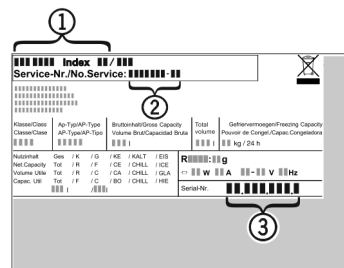 1
Index /
Service-Nr./No.Service: -
2
Klasse/Class
Classe/Clase
Ap-Typ/AP-Type
AP-Type/AP-Tipo
Bruttoinhalt/Gross Capacity
Volume Brut/Capacidad Bruta
l
Total
volume
l
Gefriervermoegen/Freezing Capacity
Pouvoir de Congel./Capac.Congeladora
kg / 24 h
Nutzinhalt Ges / K / G / KE / KALT / EIS
Net.Capacity Tot / R / F / CE / CHILL / ICE
Volume Utile Tot / R / C / CA / CHILL / GLA
Capac. Util Tot / F / C / BO / CHILL / HIE
l / l
R : g
W A - V Hz
Serial-Nr. . . .
3